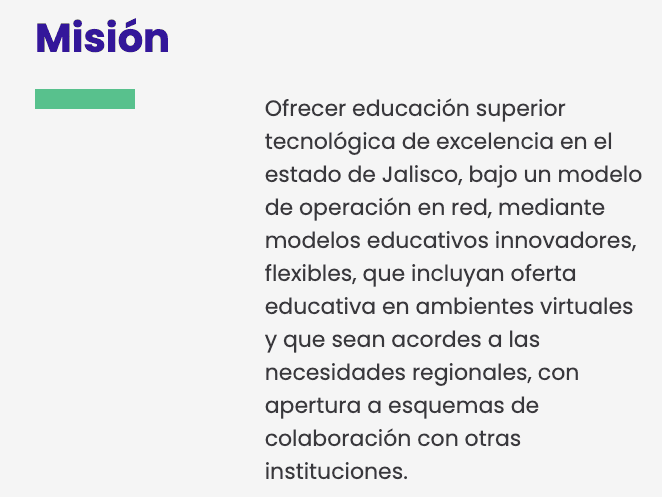 Misión
Ofrecer educación superior
tecnológica de excelencia en el
estado de Jalisco, bajo un modelo
de operación en red, mediante
modelos educativos innovadores,
flexibles, que incluyan oferta
educativa en ambientes virtuales
y que sean acordes a las
necesidades regionales, con
apertura a esquemas de
colaboración con otras
instituciones.